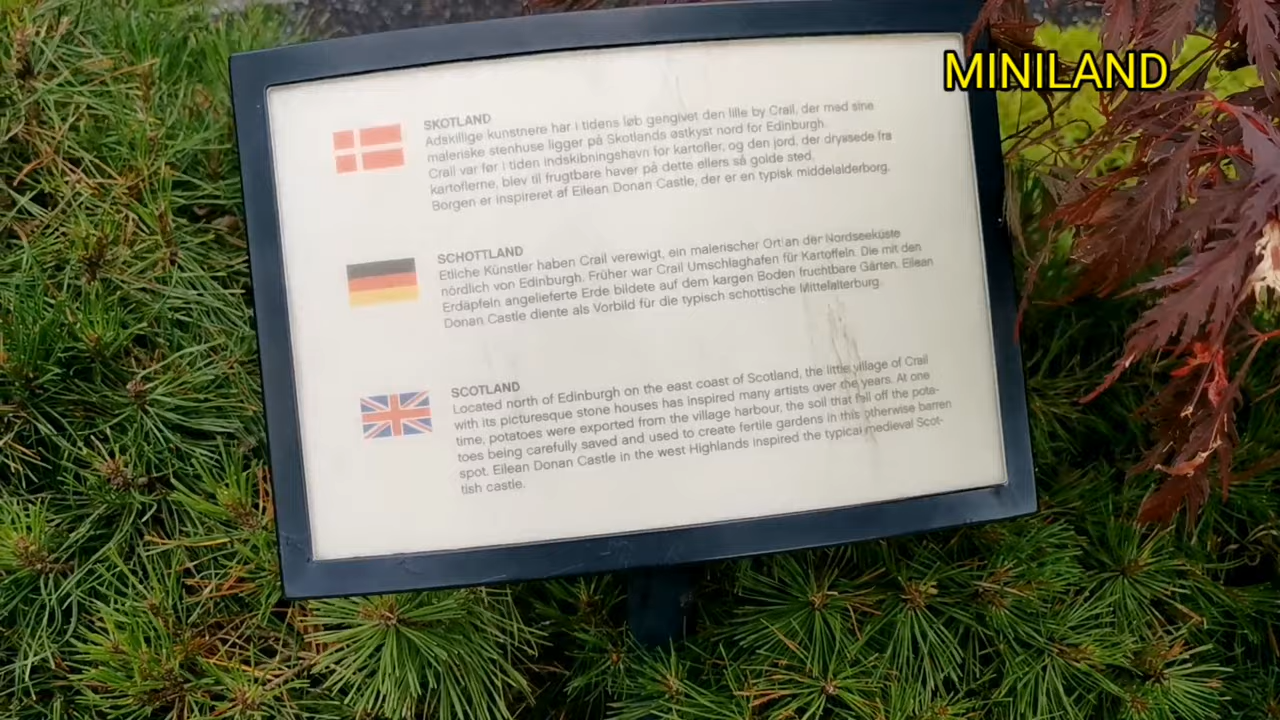 MINILAND
SKOTLAND
Adskillige kunstnere har i tidens løb gengivet den lille by Crail, der med sine
maleriske stenhuse ligger på Skotlands østkyst nord for Edinburgh.
Crail var før i tiden indskibningshavn for kartofler, og den jord, der dryssede fra
kartoflerne, blev til frugtbare haver på dette ellers så golde sted.
Borgen er inspireret af Eilean Donan Castle, der er en typisk middelalderborg.
SCHOTTLAND
Etliche Künstler haben Crail verewigt, ein malerischer Ort an der Nordseeküste
nördlich von Edinburgh. Früher war Crail Umschlaghafen für Kartoffeln. Die mit den
Erdäpfeln angelieferte Erde bildete auf dem kargen Boden fruchtbare Gärten. Eilean
Donan Castle diente als Vorbild für die typisch schottische Mittelalterburg.
SCOTLAND
Located north of Edinburgh on the east coast of Scotland, the little village of Crail
with its picturesque stone houses has inspired many artists over the years. At one
time, potatoes were exported from the village harbour, the soil that fell off the pota-
toes being carefully saved and used to create fertile gardens in this otherwise barren
spot. Eilean Donan Castle in the west Highlands inspired the typical medieval Scot-
tish castle.